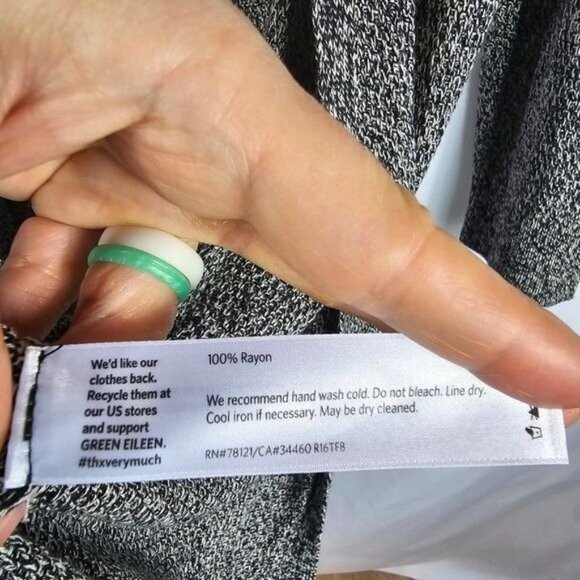 We'd like our
clothes back.
Recycle them at
our US stores
and support
GREEN EILEEN.
#thxverymuch
100% Rayon
We recommend hand wash cold. Do not bleach. Line dry.
Cool iron if necessary. May be dry cleaned.
RN#78121/CA#34460 R16TFB